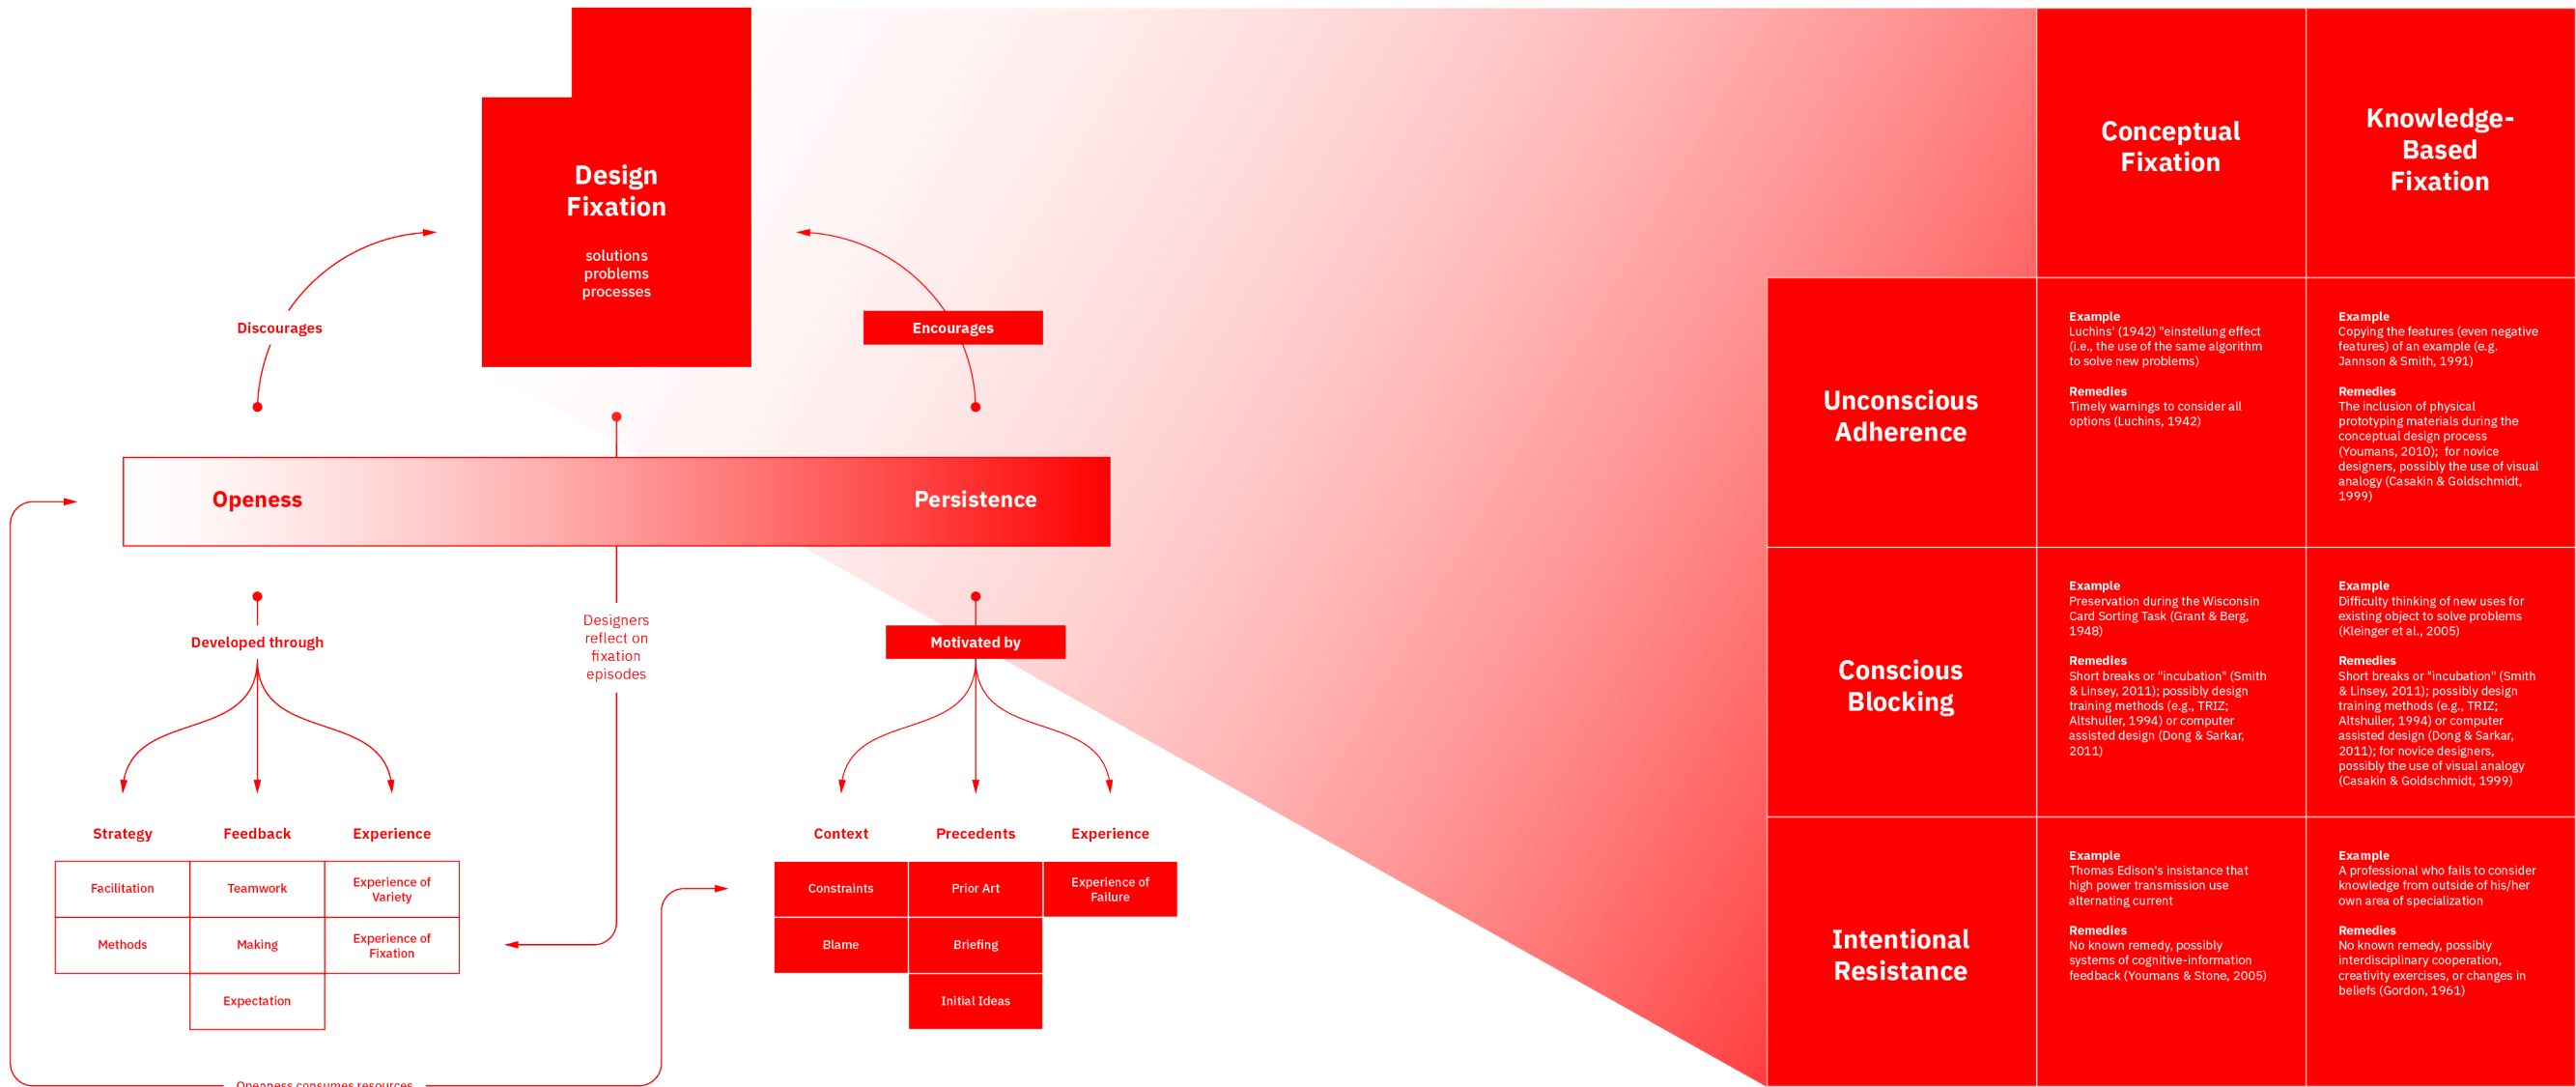 Design
Fixation
solutions
problems
processes
Discourages
Encourages
Openess
Persistence
Developed through
Designers
reflect on
fixation
episodes
Motivated by
Strategy
Feedback
Experience
Facilitation
Teamwork
Experience of
Variety
Methods
Making
Experience of
Fixation
Expectation
Context
Precedents
Experience
Constraints
Prior Art
Experience of
Failure
Blame
Briefing
Initial Ideas
Openness consumes resources
Conceptual
Fixation
Knowledge-
Based
Fixation
Unconscious
Adherence
Example
Luchins' (1942) "einstellung effect
(i.e., the use of the same algorithm
to solve new problems)
Remedies
Timely warnings to consider all
options (Luchins, 1942)
Example
Copying the features (even negative
features) of an example (e.g.
Jannson & Smith, 1991)
Remedies
The inclusion of physical
prototyping materials during the
conceptual design process
(Youmans, 2010); for novice
designers, possibly the use of visual
analogy (Casakin & Goldschmidt,
1999)
Conscious
Blocking
Example
Preservation during the Wisconsin
Card Sorting Task (Grant & Berg,
1948)
Remedies
Short breaks or "incubation" (Smith
& Linsey, 2011); possibly design
training methods (e.g., TRIZ;
Altshuller, 1994) or computer
assisted design (Dong & Sarkar,
2011)
Example
Difficulty thinking of new uses for
existing object to solve problems
(Kleinger et al., 2005)
Remedies
Short breaks or "incubation" (Smith
& Linsey, 2011); possibly design
training methods (e.g., TRIZ;
Altshuller, 1994) or computer
assisted design (Dong & Sarkar,
2011); for novice designers,
possibly the use of visual analogy
(Casakin & Goldschmidt, 1999)
Intentional
Resistance
Example
Thomas Edison's insistance that
high power transmission use
alternating current
Remedies
No known remedy, possibly
systems of cognitive-information
feedback (Youmans & Stone, 2005)
Example
A professional who fails to consider
knowledge from outside of his/her
own area of specialization
Remedies
No known remedy, possibly
interdisciplinary cooperation,
creativity exercises, or changes in
beliefs (Gordon, 1961)